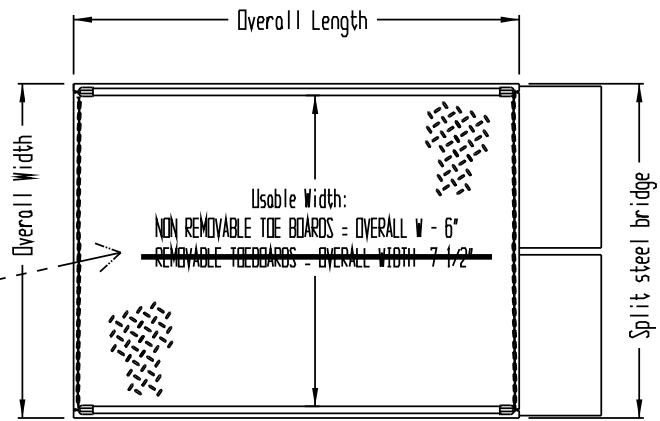 Overall Length
Overall Width
Usable Width:
NON REMOVABLE TOE BOARDS = OVERALL W - 6"
REMOVABLE TOEBOARDS = OVERALL WIDTH 7 1/2"
Split steel bridge